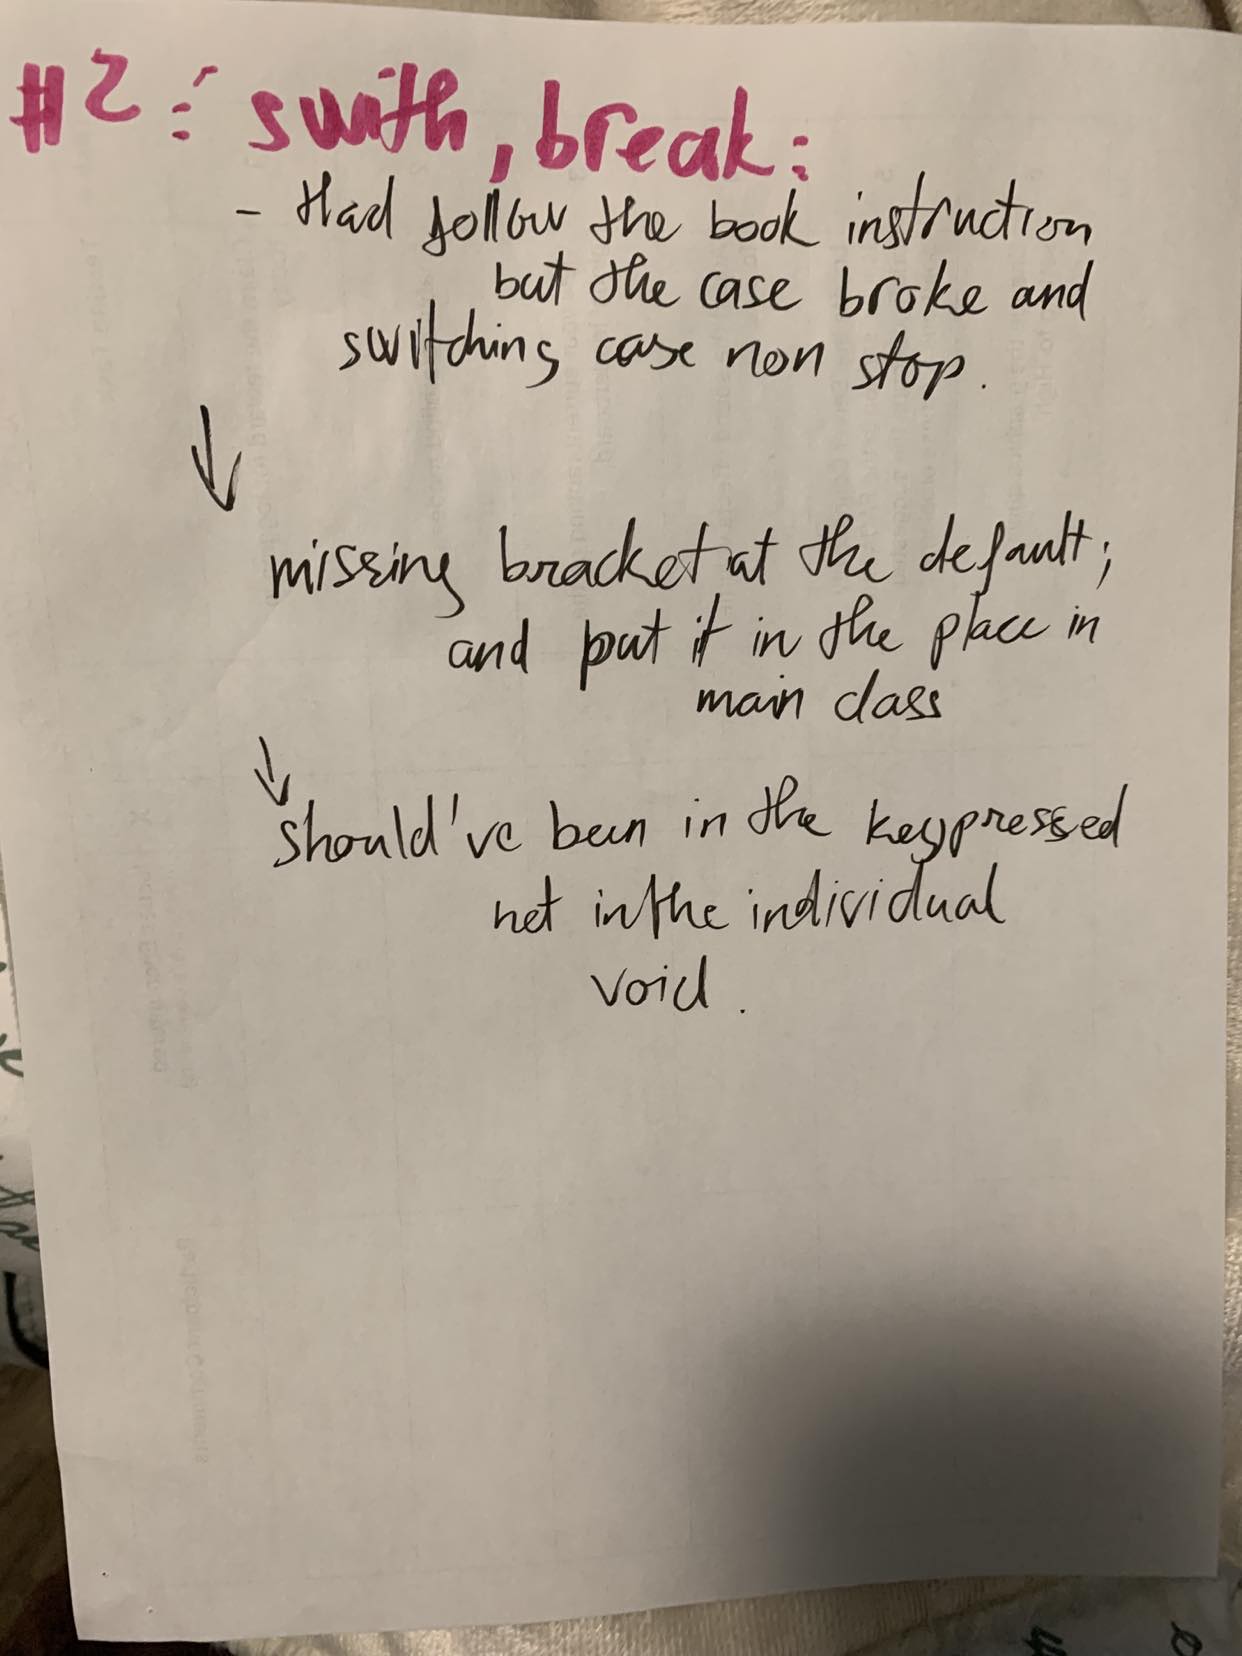 #2: swith, break:
- Had follow the book instruction
but the case broke and
switching case non stop.
↓
missing bracket at the default;
and put it in the place in
main class
↓
should've been in the keypressed
not in the individual
void.